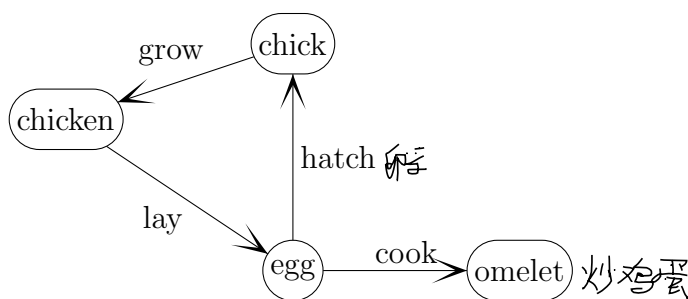 chick
grow
chicken
hatch 孵
lay
cook
egg
omelet 炒鸡蛋